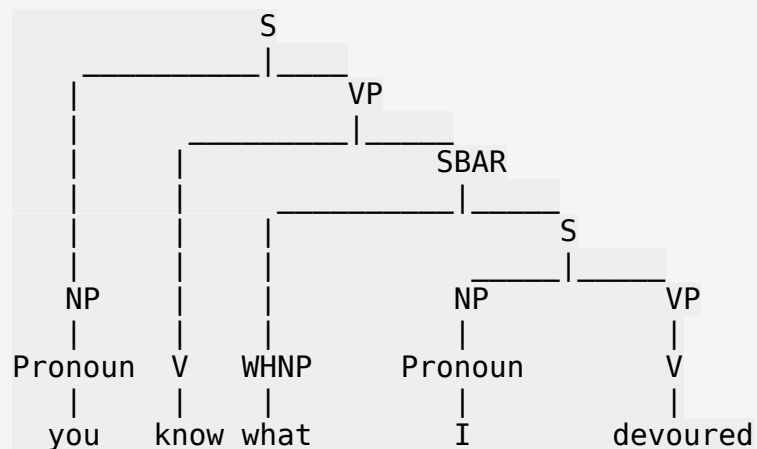 S
VP
SBAR
S
NP NP VP
Pronoun V WHNP Pronoun V
you know what I devoured